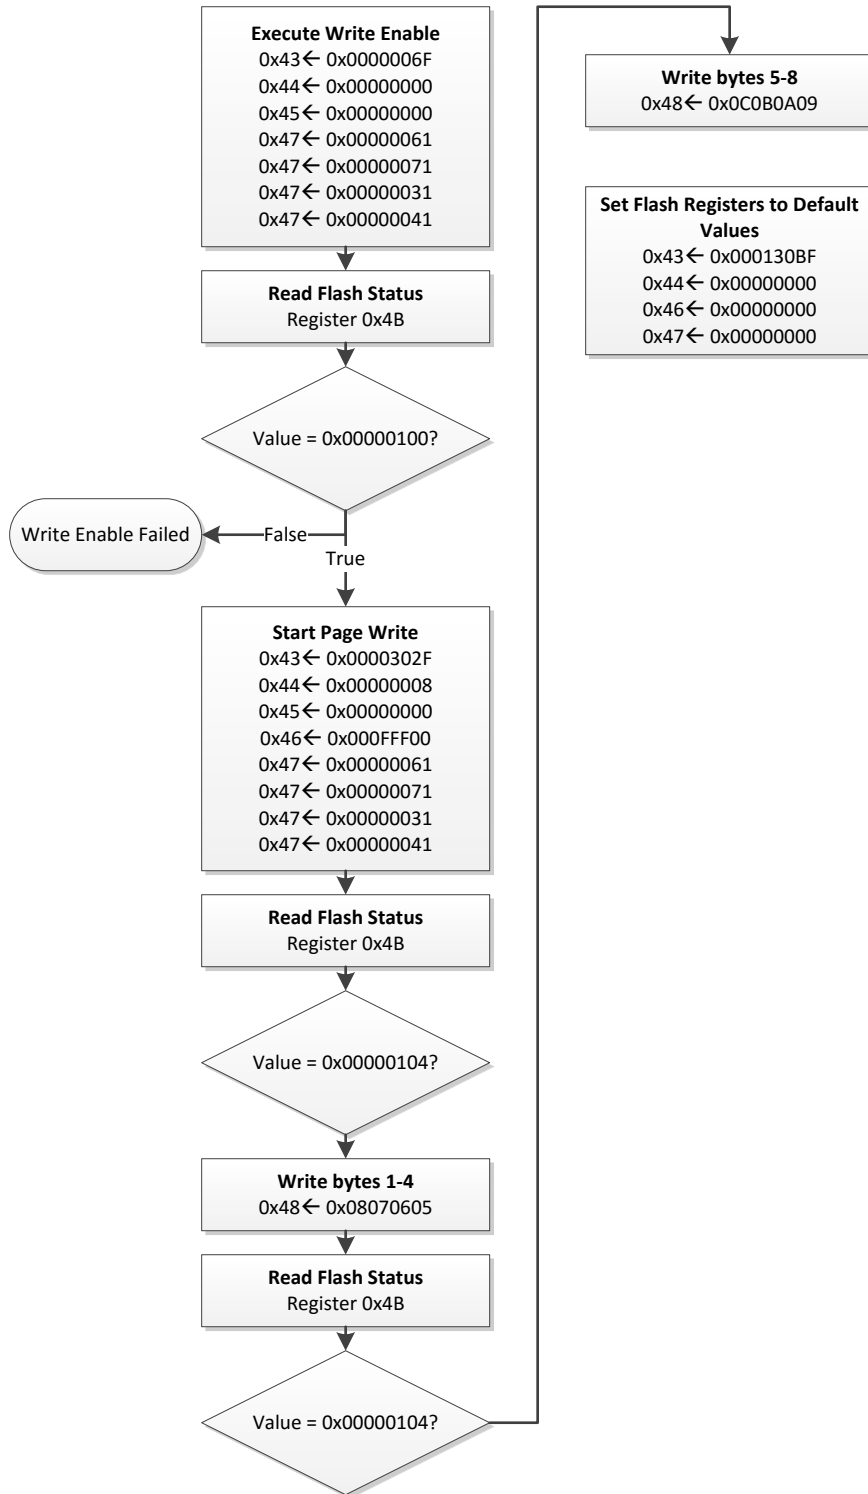 Execute Write Enable
0x43← 0x0000006F
0x44← 0x00000000
0x45← 0x00000000
0x47← 0x00000061
0x47← 0x00000071
0x47← 0x00000031
0x47← 0x00000041
Read Flash Status
Register 0x4B
Value = 0x00000100?
Write Enable Failed
False
True
Start Page Write
0x43← 0x0000302F
0x44← 0x00000008
0x45← 0x00000000
0x46← 0x000FFF00
0x47← 0x00000061
0x47← 0x00000071
0x47← 0x00000031
0x47← 0x00000041
Read Flash Status
Register 0x4B
Value = 0x00000104?
Write bytes 1-4
0x48← 0x08070605
Read Flash Status
Register 0x4B
Value = 0x00000104?
Write bytes 5-8
0x48← 0x0C0B0A09
Set Flash Registers to Default
Values
0x43← 0x000130BF
0x44← 0x00000000
0x46← 0x00000000
0x47← 0x00000000